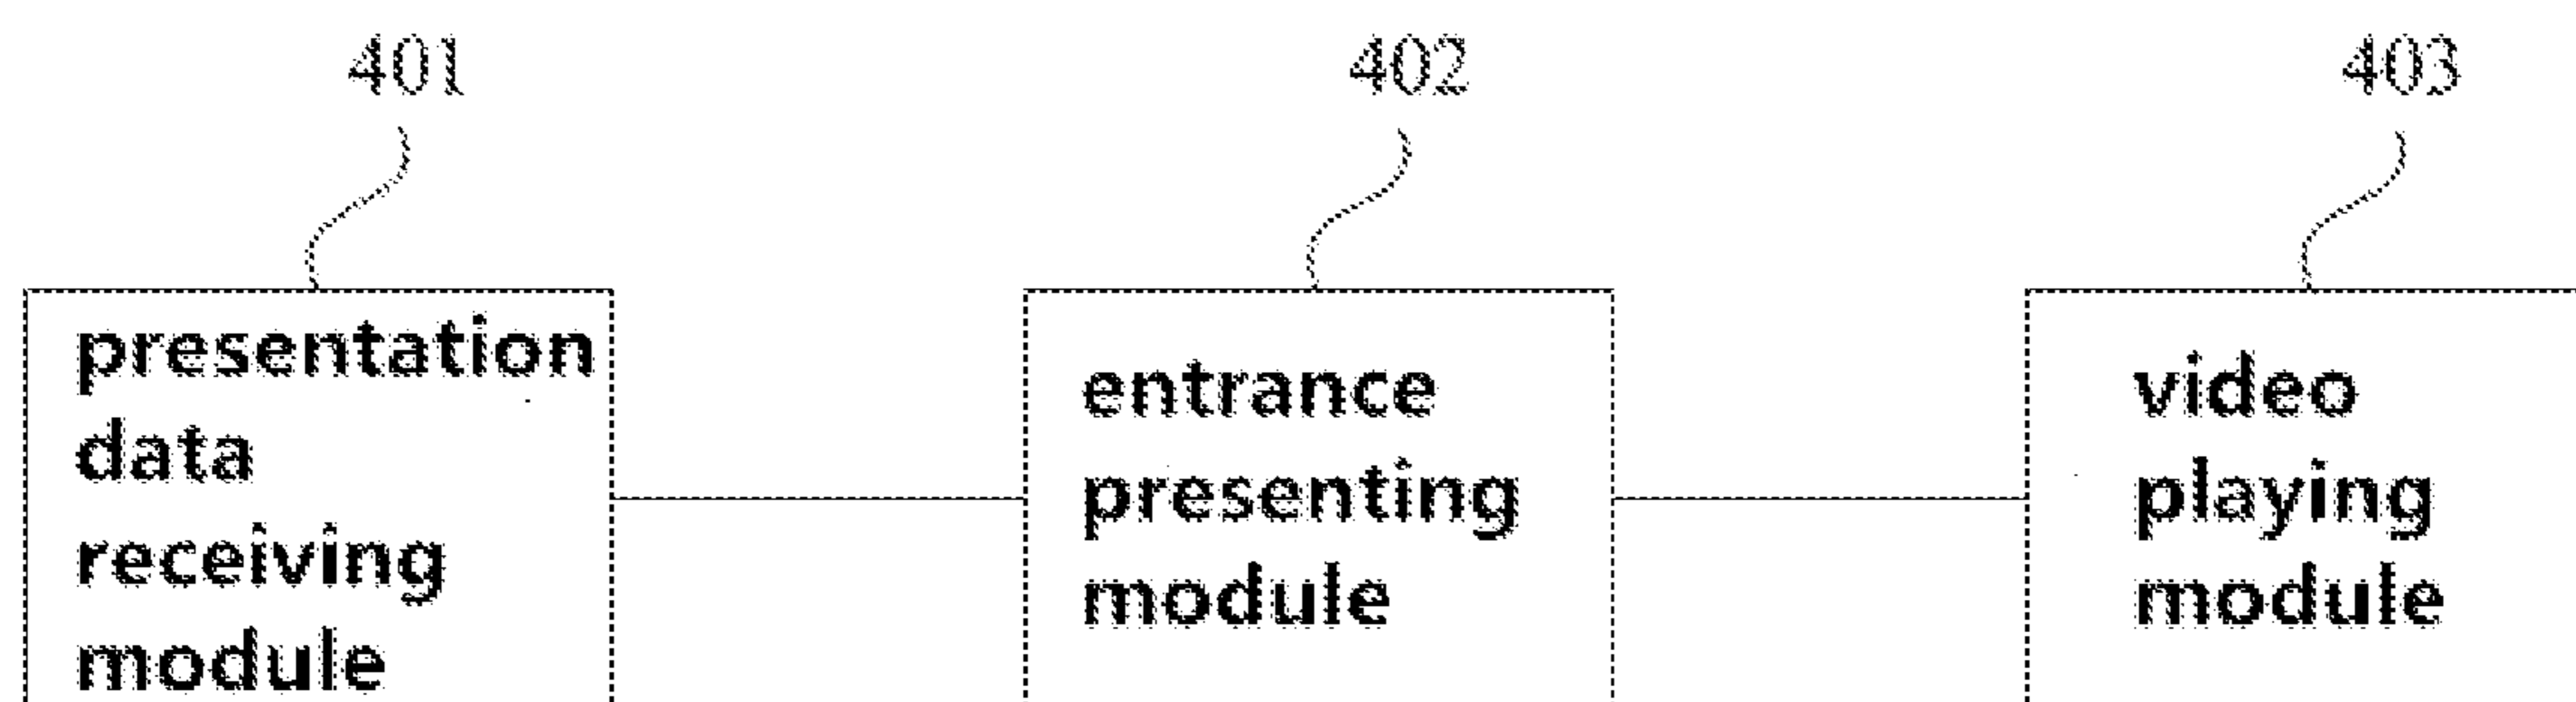 401
402
403
presentation
data
receiving
module
entrance
presenting
module
video
playing
module